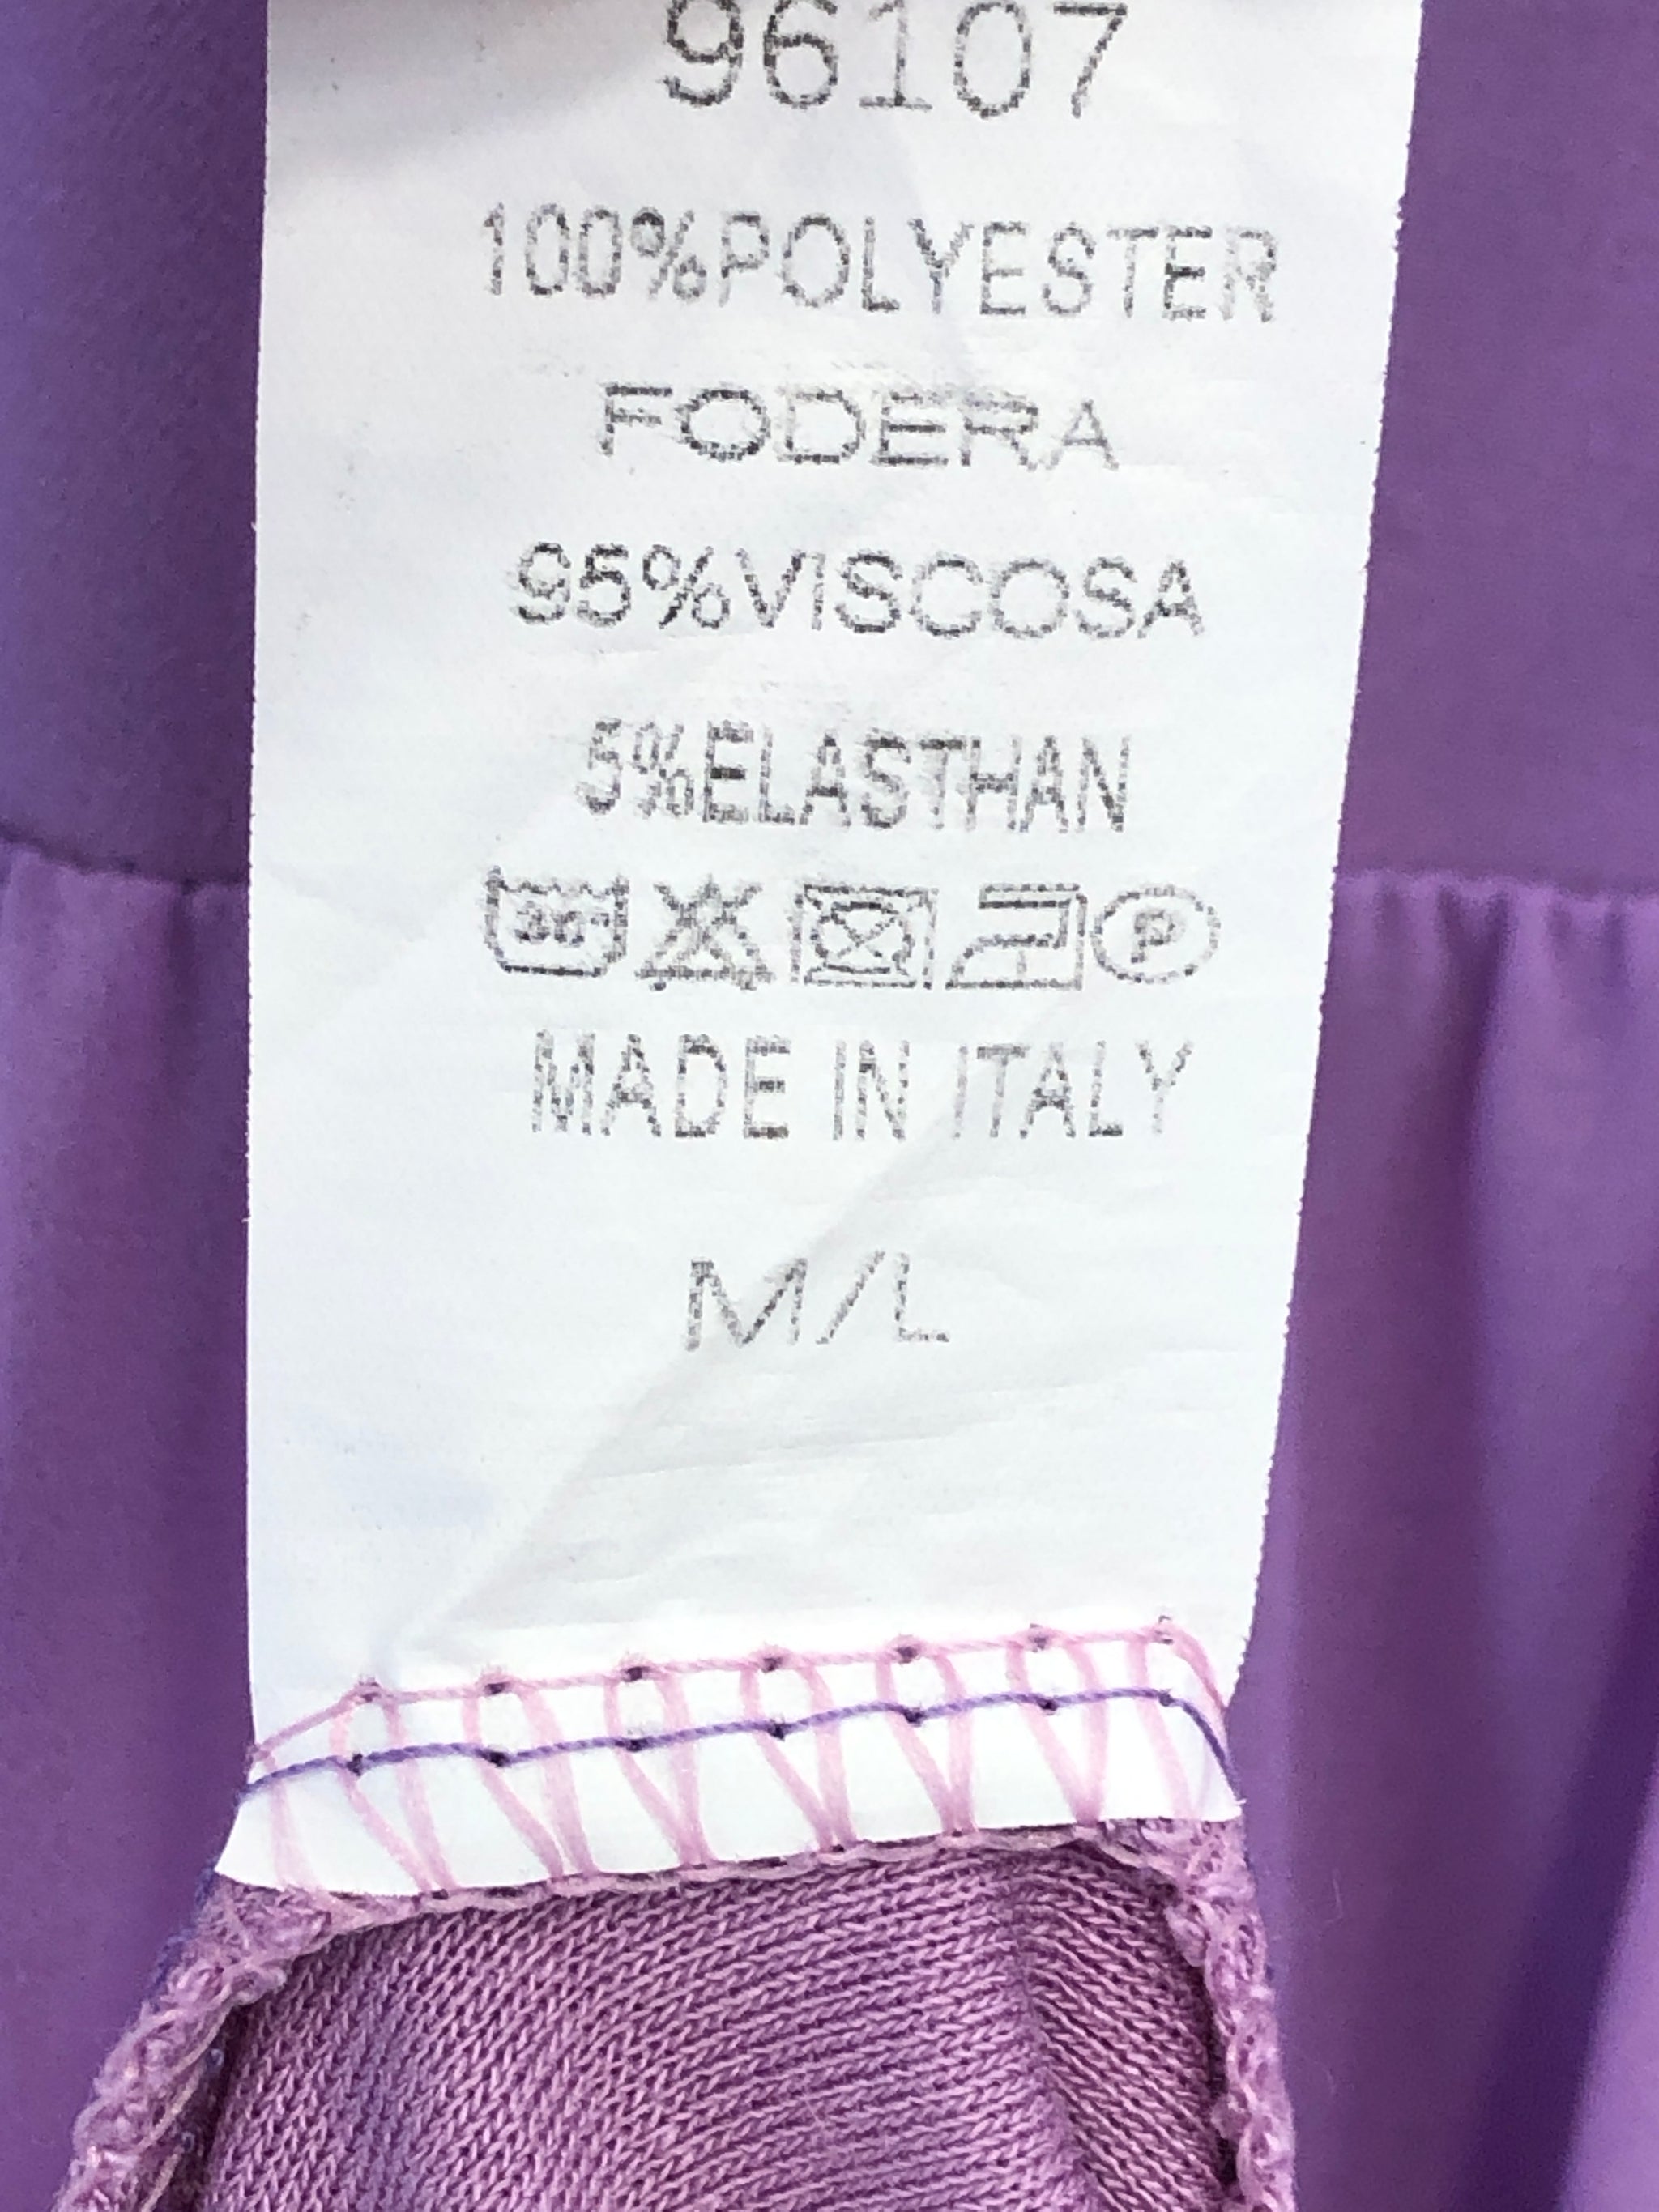 96107
100%POLYESTER
FODERA
95%VISCOSA
5%ELASTHAN
30° P
MADE IN ITALY
M/L